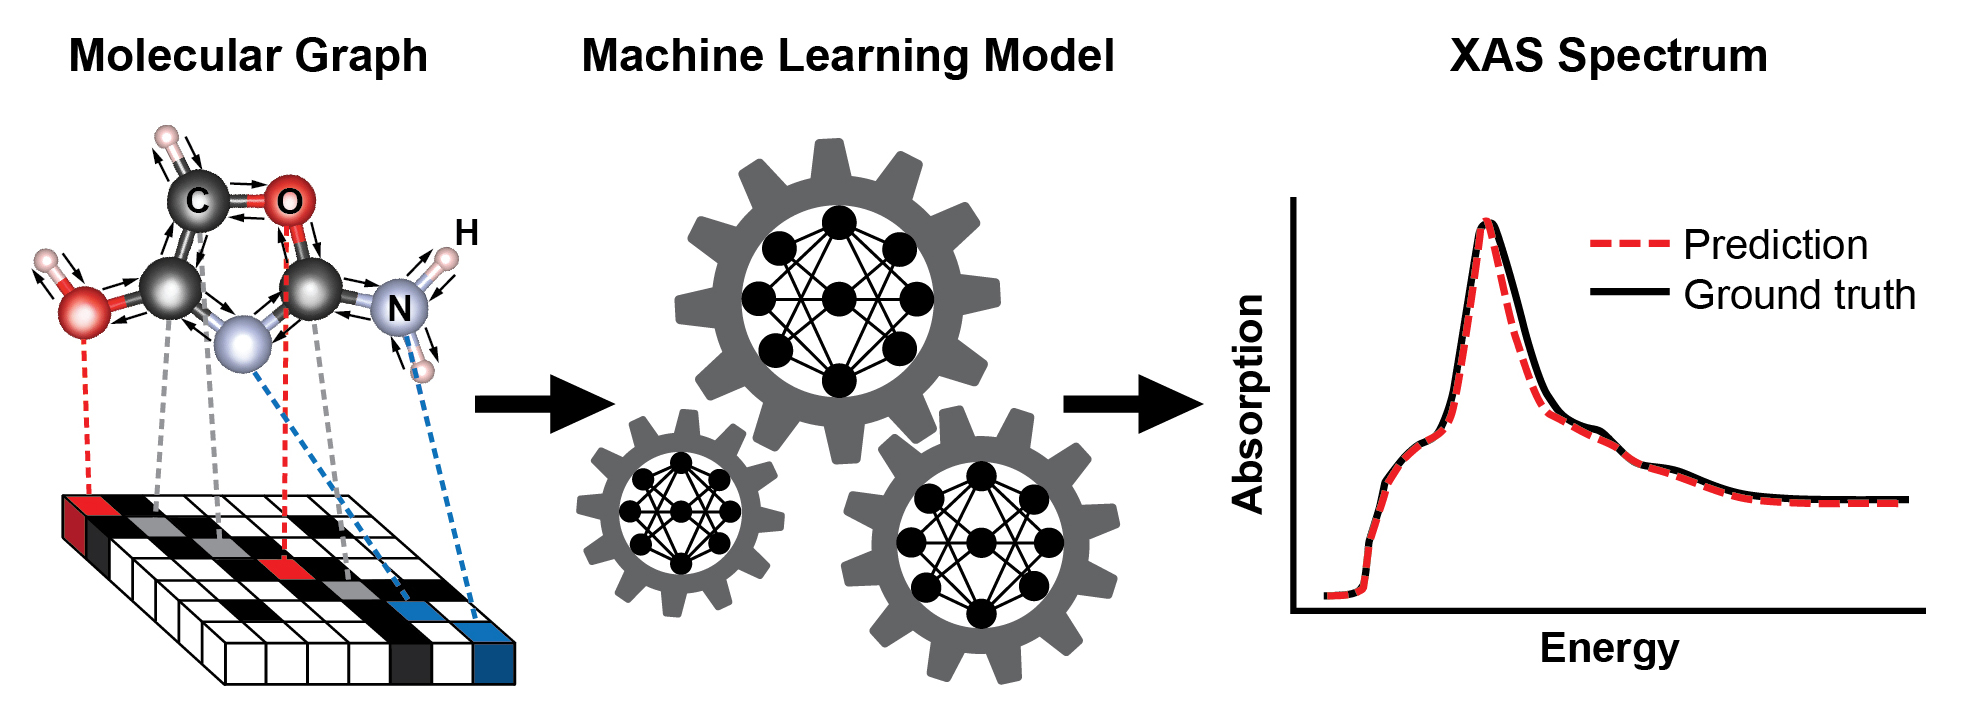 Molecular Graph
Machine Learning Model
XAS Spectrum
C
O
H
N
Prediction
Ground truth
Absorption
Energy